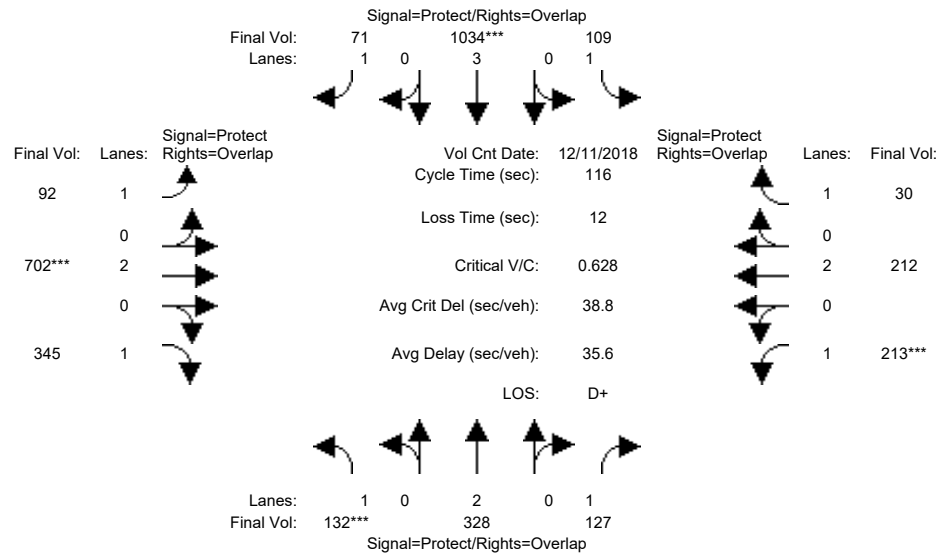 Signal=Protect/Rights=Overlap
Final Vol: 71 1034*** 109
Lanes: 1 0 3 0 1
Signal=Protect
Final Vol: Lanes: Rights=Overlap
Vol Cnt Date: 12/11/2018
Signal=Protect
Rights=Overlap Lanes: Final Vol:
Cycle Time (sec): 116
92 1
1 30
Loss Time (sec): 12
0
0
702*** 2
Critical V/C: 0.628
2 212
0
Avg Crit Del (sec/veh): 38.8
0
345 1
Avg Delay (sec/veh): 35.6
1 213***
LOS: D+
Lanes: 1 0 2 0 1
Final Vol: 132*** 328 127
Signal=Protect/Rights=Overlap